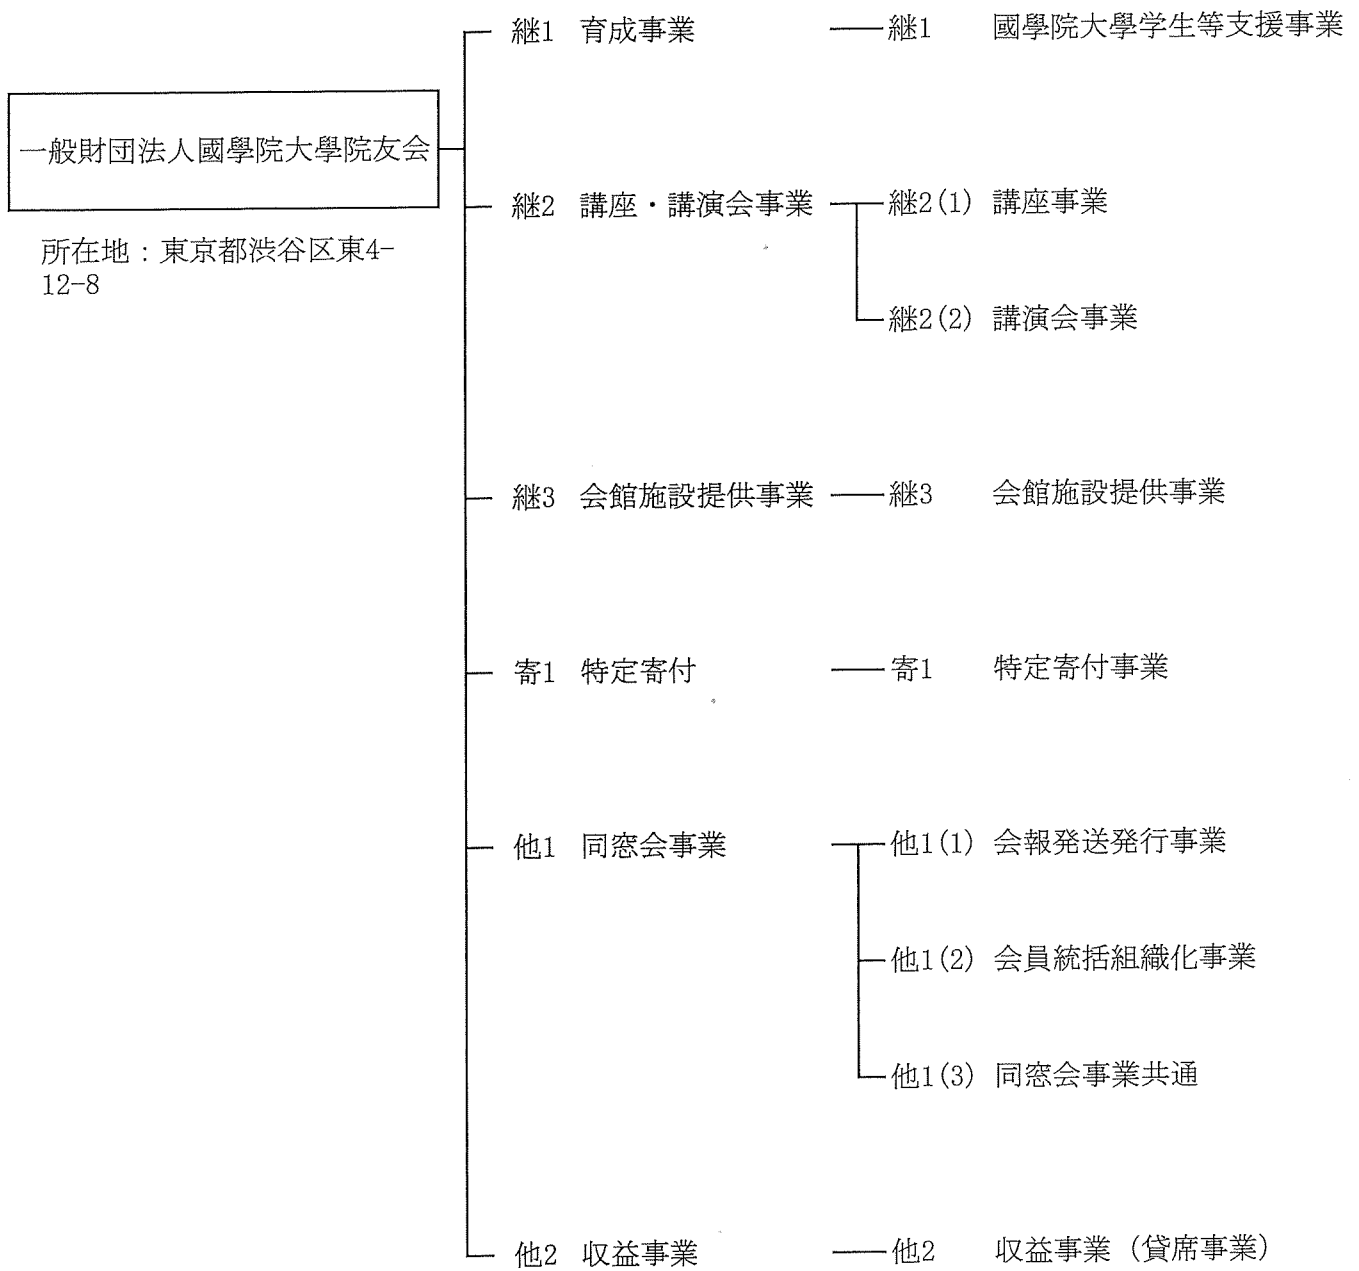 継1 育成事業 継1 國學院大學学生等支援事業
一般財団法人國學院大學院友会
継2 講座・講演会事業 継2(1) 講座事業
所在地：東京都渋谷区東4-
12-8
継2(2) 講演会事業
継3 会館施設提供事業 継3 会館施設提供事業
寄1 特定寄付 寄1 特定寄付事業
他1 同窓会事業 他1(1) 会報発送発行事業
他1(2) 会員統括組織化事業
他1(3) 同窓会事業共通
他2 収益事業 他2 収益事業（貸席事業）